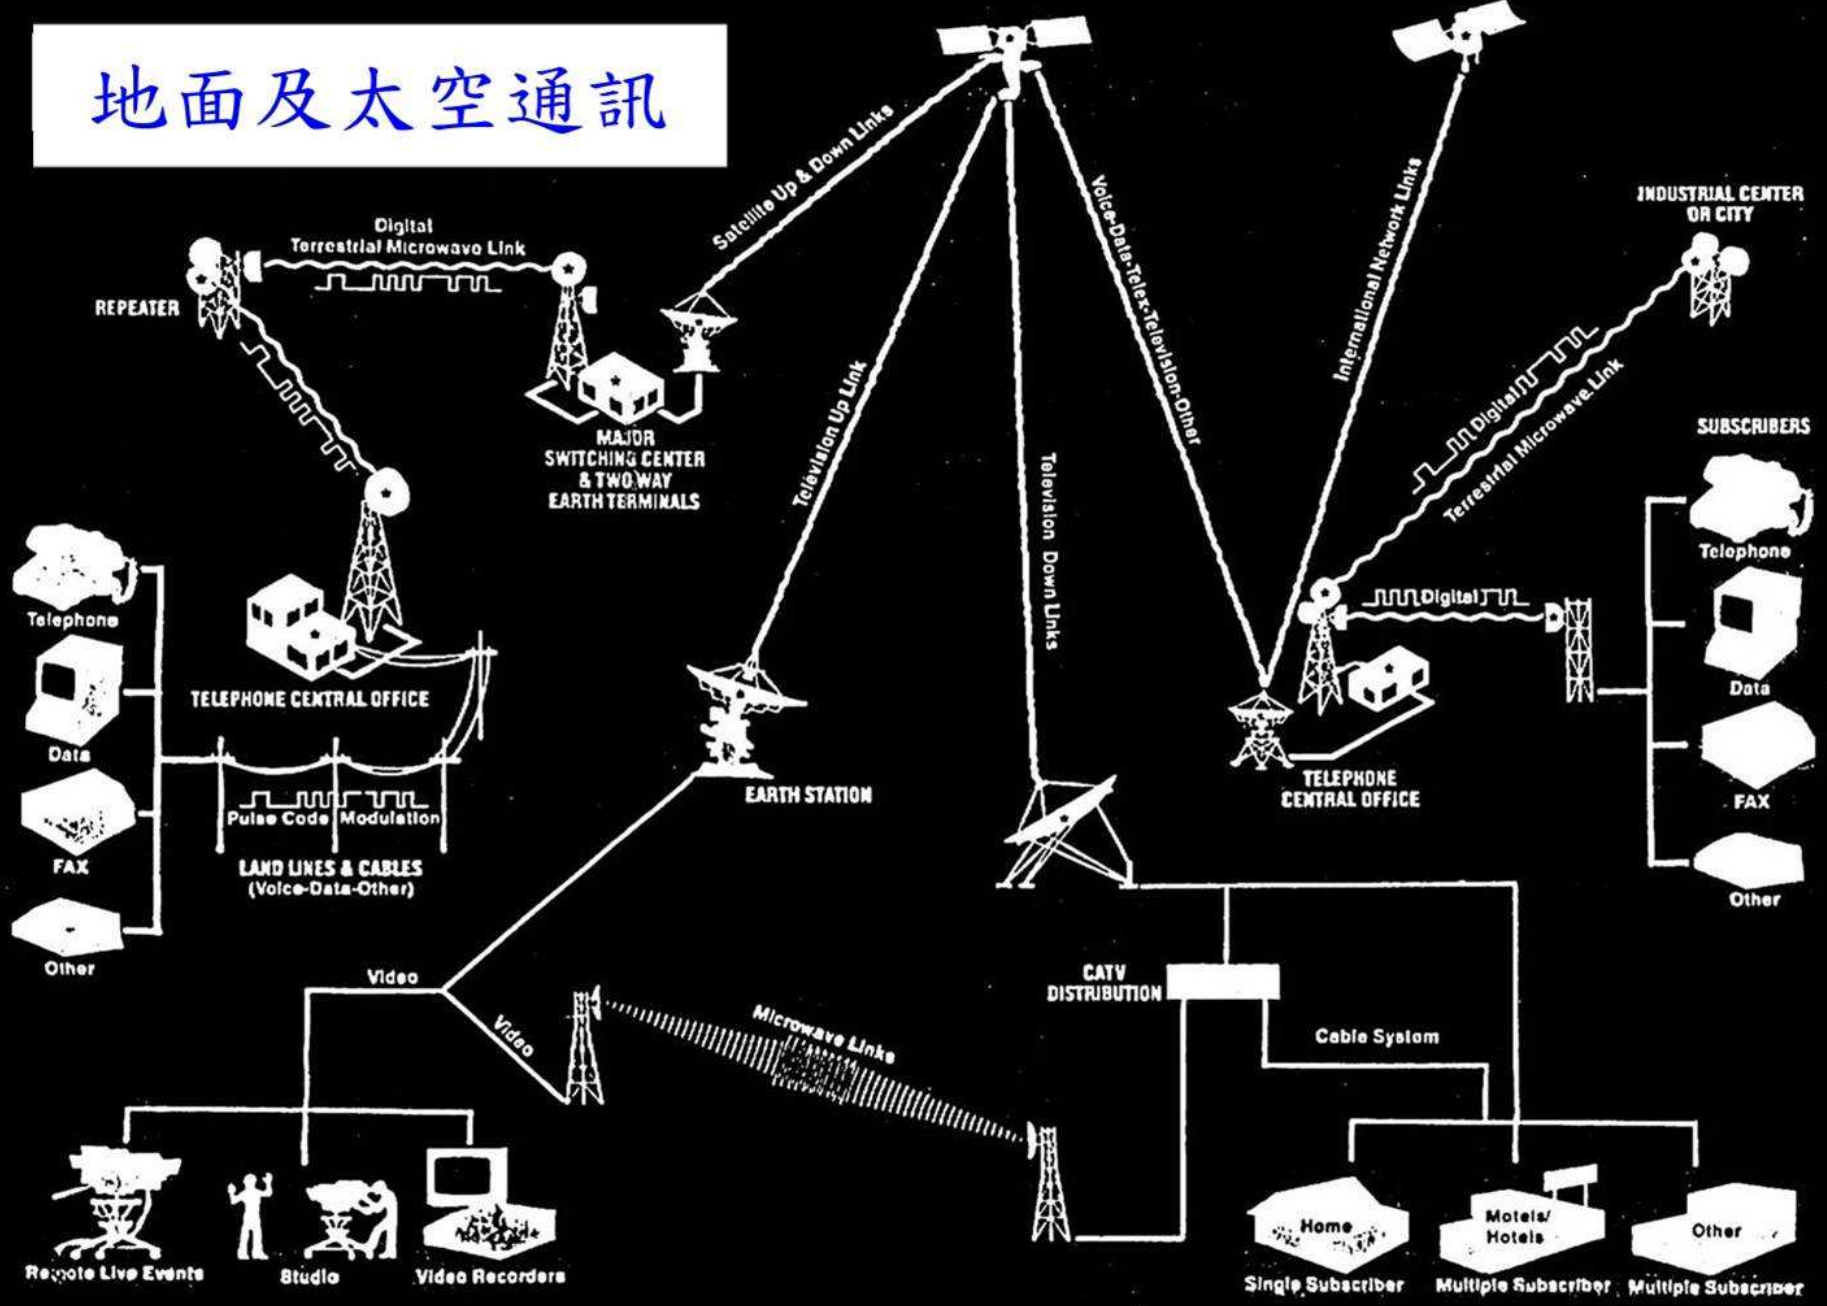 地面及太空通訊
Satellite Up & Down Links
Digital
Terrestrial Microwave Link
REPEATER
MAJOR
SWITCHING CENTER
& TWO WAY
EARTH TERMINALS
Television Up Link
Television Down Links
Voice-Data-Telex-Television-Other
International Network Links
INDUSTRIAL CENTER
OR CITY
Digital
Terrestrial Microwave Link
SUBSCRIBERS
Telephone
Data
FAX
Other
Digital
TELEPHONE
CENTRAL OFFICE
Telephone
Data
FAX
Other
TELEPHONE CENTRAL OFFICE
Pulse Code Modulation
LAND LINES & CABLES
(Voice-Data-Other)
EARTH STATION
Video
Video
Microwave Links
CATV
DISTRIBUTION
Cable System
Remote Live Events
Studio
Video Recorders
Home
Single Subscriber
Motels/
Hotels
Multiple Subscriber
Other
Multiple Subscriber